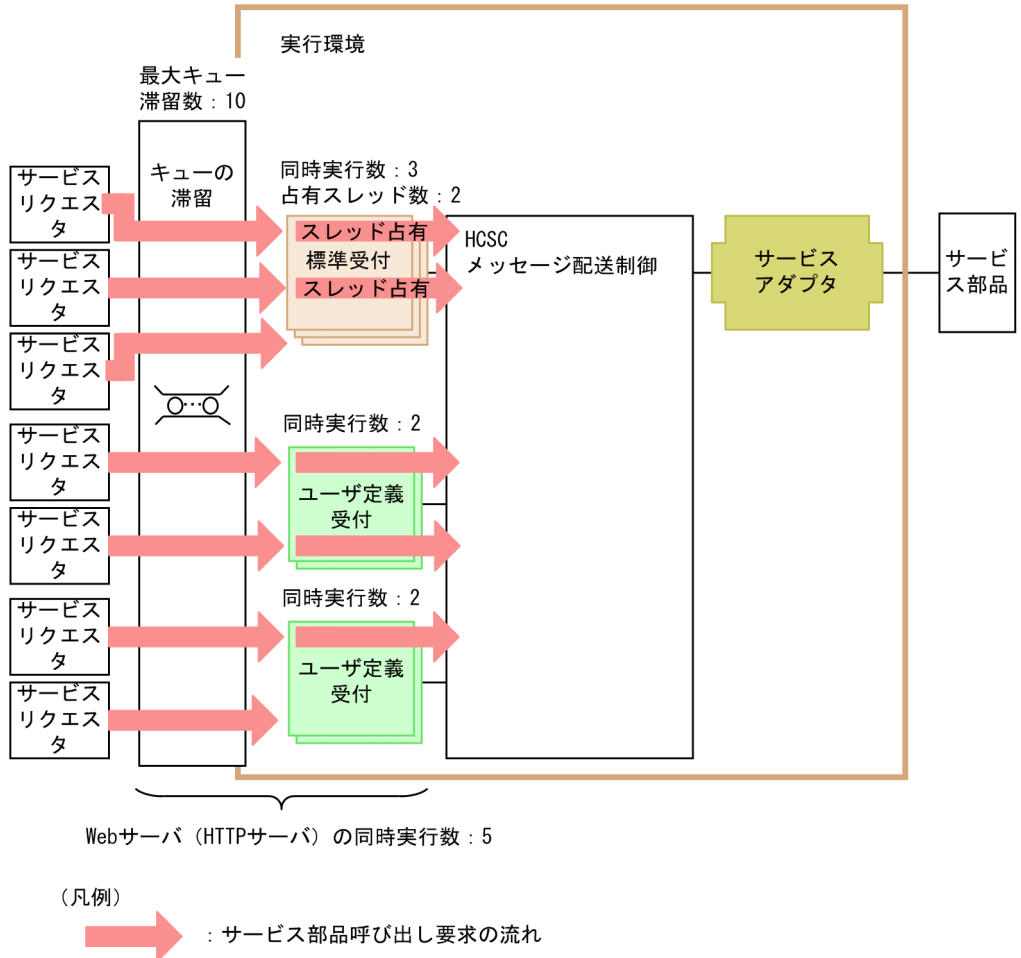 実行環境
最大キュー
滞留数：10
キューの
滞留
同時実行数：3
占有スレッド数：2
サービス
リクエス
タ
サービス
リクエス
タ
サービス
リクエス
タ
スレッド占有
標準受付
スレッド占有
HCSC
メッセージ配送制御
サービス
アダプタ
サービ
ス部品
…
同時実行数：2
サービス
リクエス
タ
サービス
リクエス
タ
ユーザ定義
受付
同時実行数：2
サービス
リクエス
タ
サービス
リクエス
タ
ユーザ定義
受付
Webサーバ（HTTPサーバ）の同時実行数：5
（凡例）
：サービス部品呼び出し要求の流れ